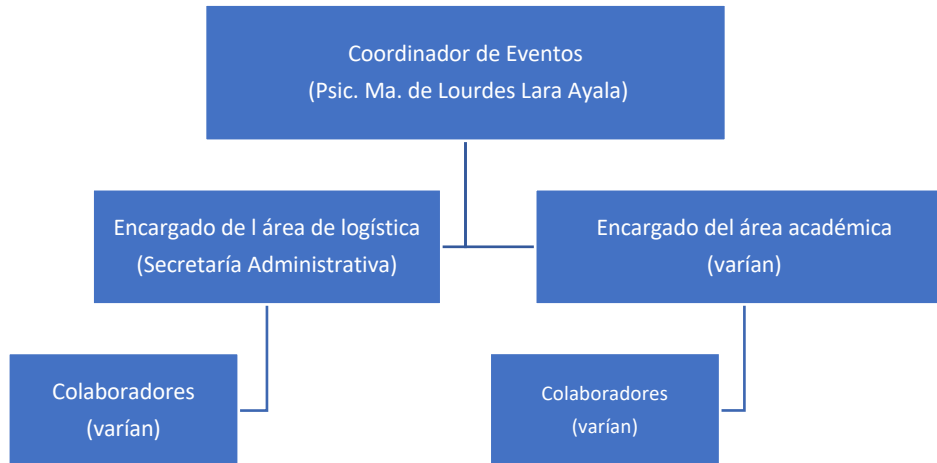 Coordinador de Eventos
(Psic. Ma. de Lourdes Lara Ayala)
Encargado de l área de logística
(Secretaría Administrativa)
Encargado del área académica
(varían)
Colaboradores
(varían)
Colaboradores
(varían)